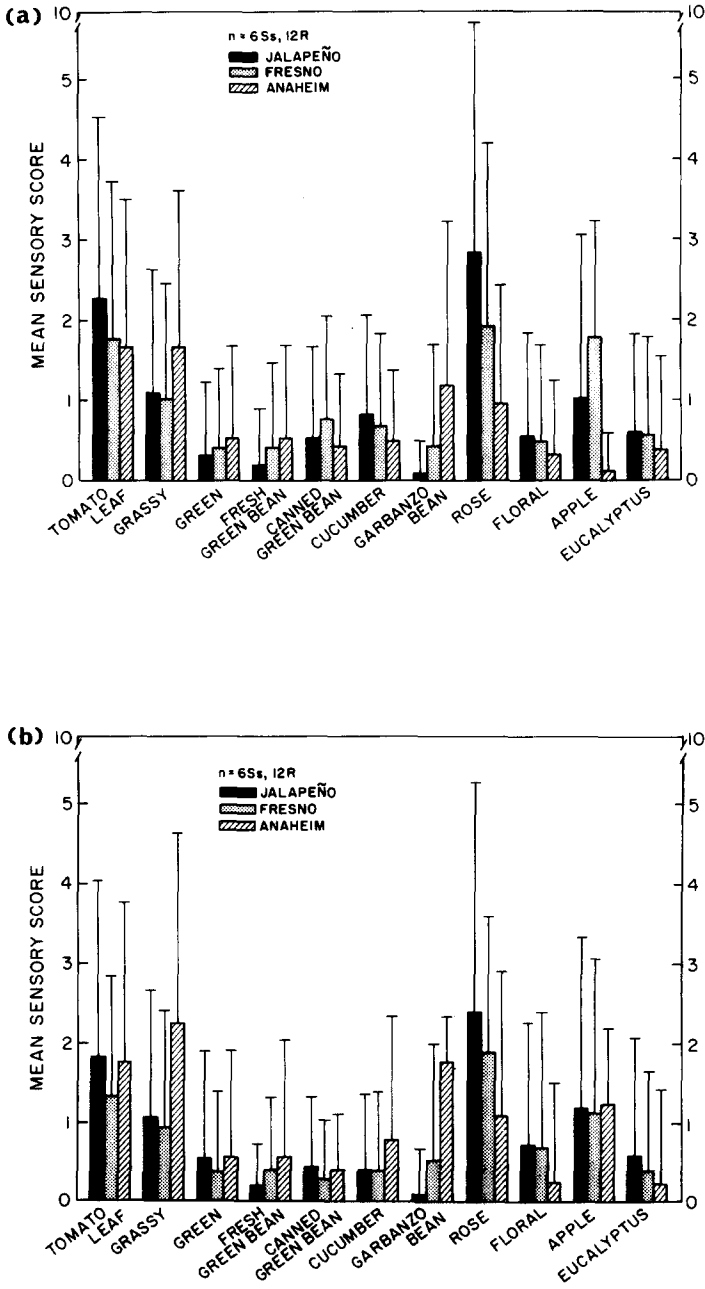 (a)
10
10
n = 6Ss, 12R
JALAPEÑO
FRESNO
ANAHEIM
5
5
4
4
3
3
2
2
1
1
0
0
MEAN SENSORY SCORE
TOMATO
LEAF
GRASSY
GREEN
FRESH
GREEN BEAN
CANNED
GREEN BEAN
CUCUMBER
GARBANZO
BEAN
ROSE
FLORAL
APPLE
EUCALYPTUS
(b)
10
10
n = 6Ss, 12R
JALAPEÑO
FRESNO
ANAHEIM
5
5
4
4
3
3
2
2
1
1
0
0
MEAN SENSORY SCORE
TOMATO
LEAF
GRASSY
GREEN
FRESH
GREEN BEAN
CANNED
GREEN BEAN
CUCUMBER
GARBANZO
BEAN
ROSE
FLORAL
APPLE
EUCALYPTUS